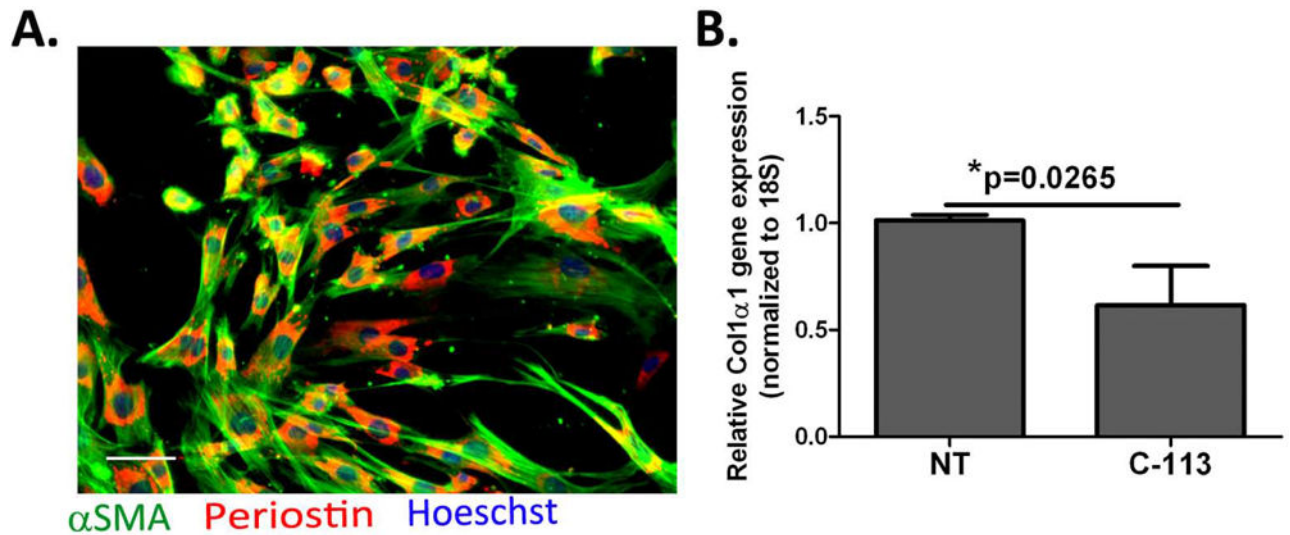 A.
αSMA Periostin Hoeschst
B.
Relative Col1α1 gene expression
(normalized to 18S)
1.5
1.0
0.5
0.0
*p=0.0265
NT C-113